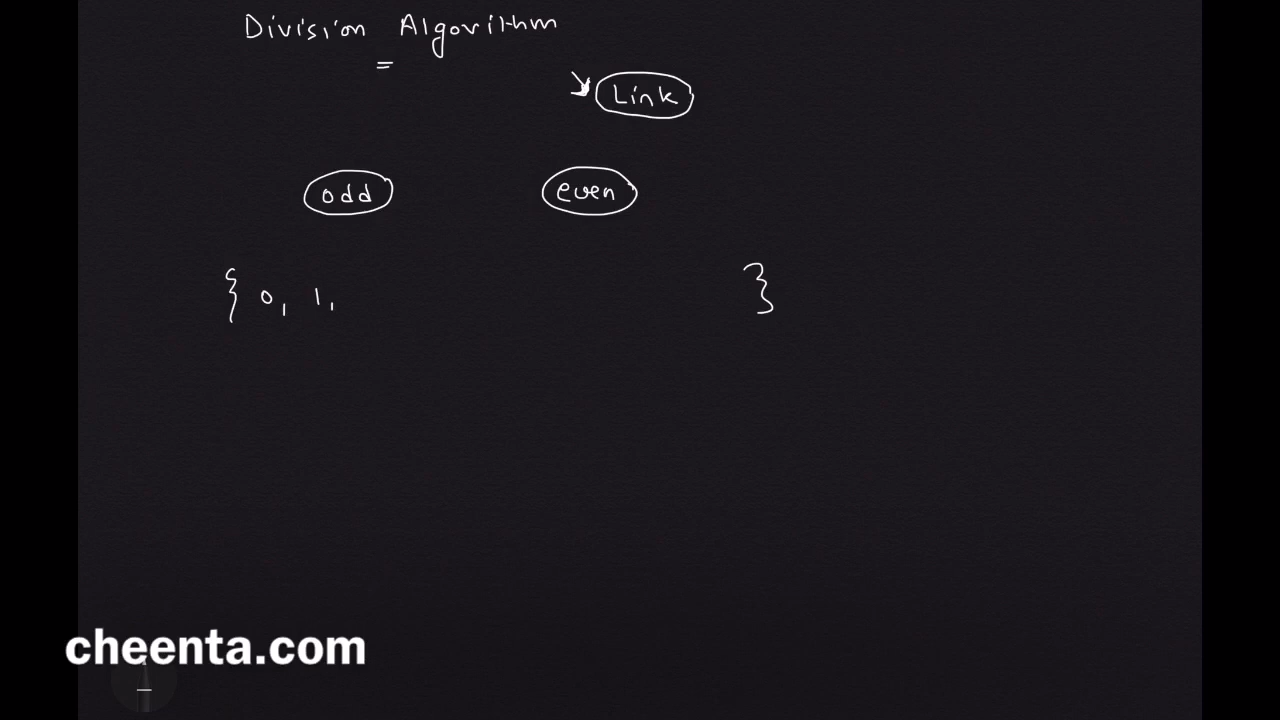 Division Algorithm
=
Link
odd even
{ 0, 1, }
cheenta.com